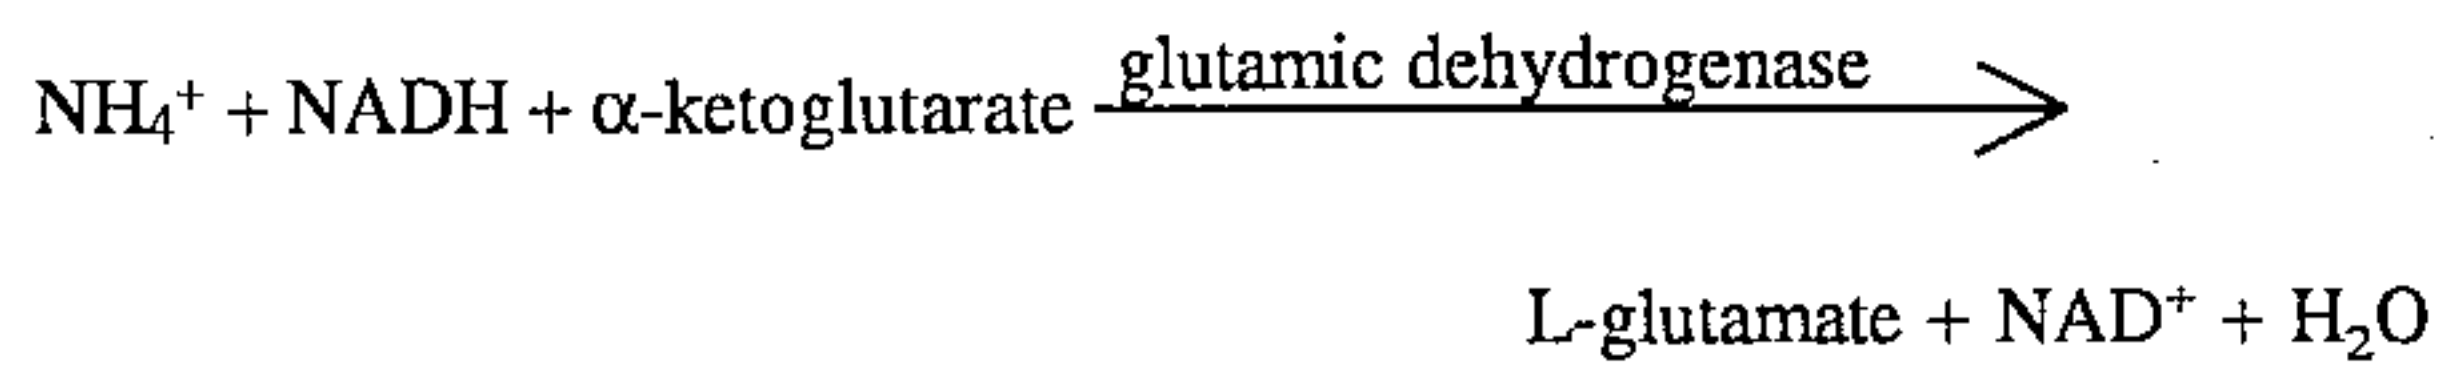 NH₄⁺ + NADH + α-ketoglutarate glutamic dehydrogenase
L-glutamate + NAD⁺ + H₂O